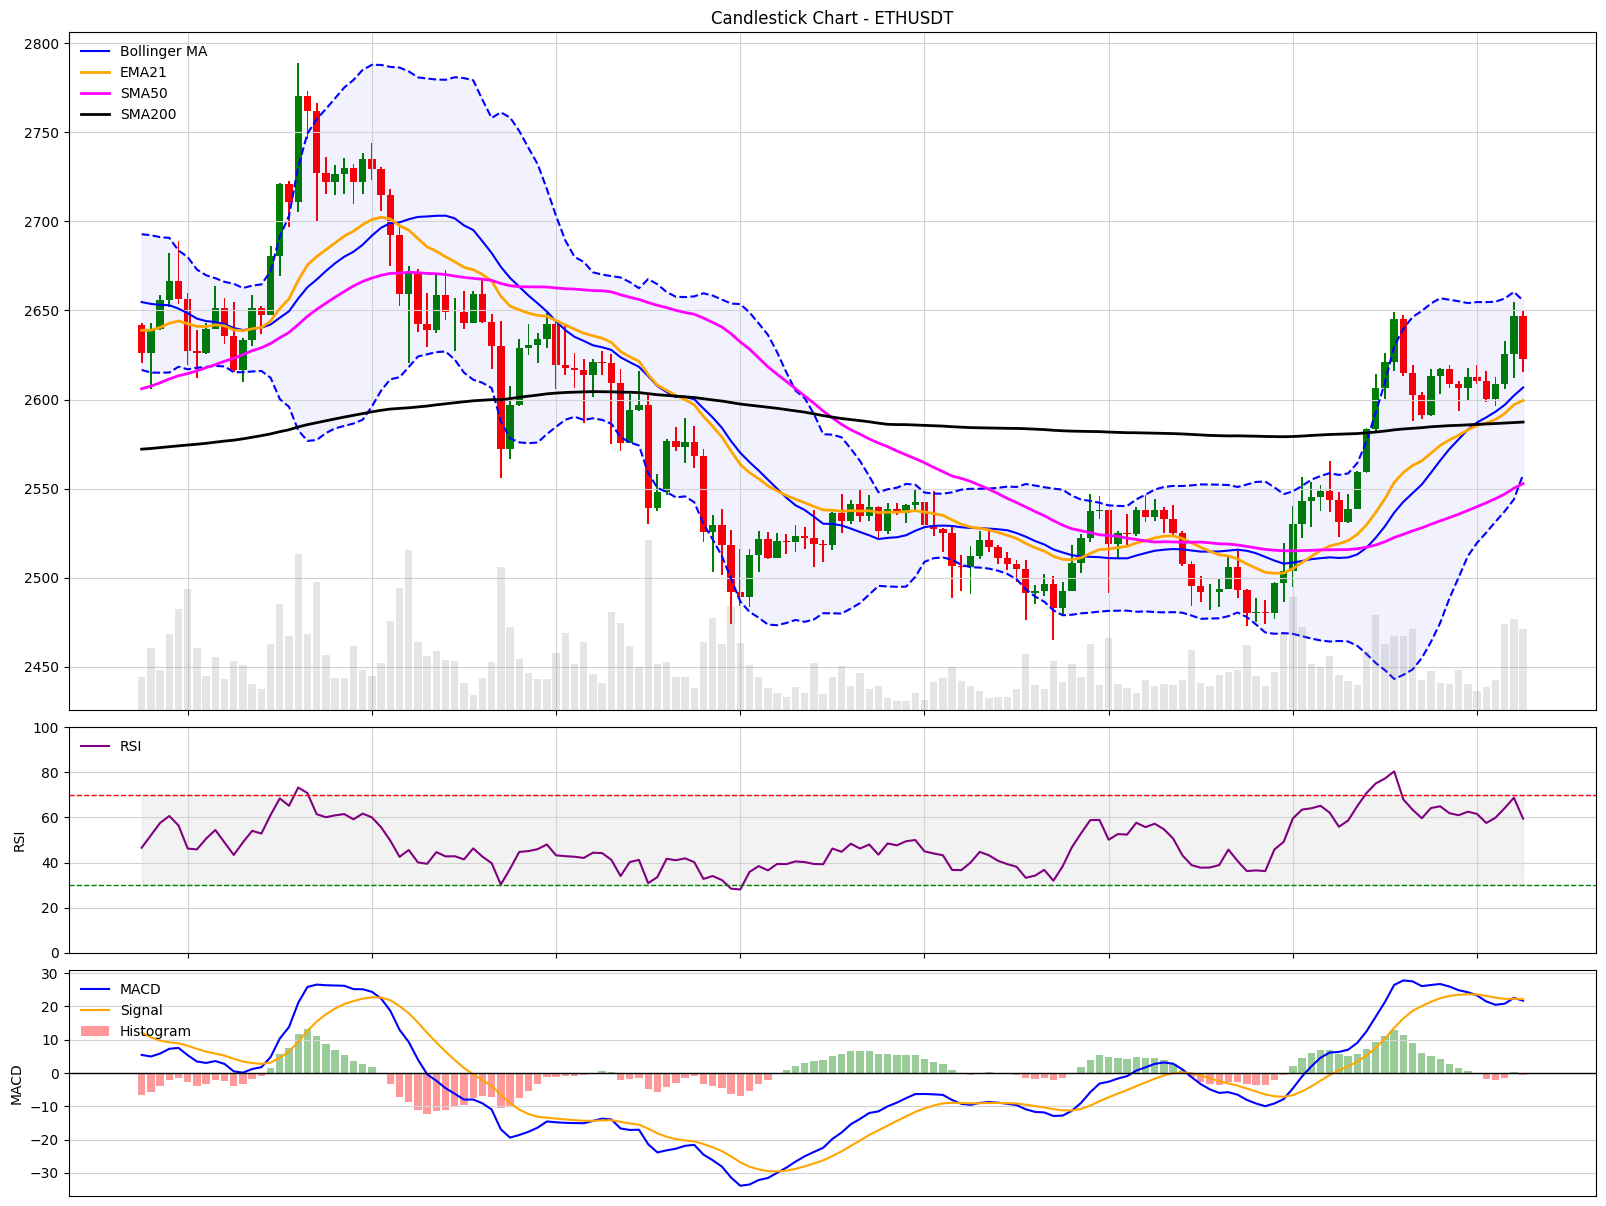 Candlestick Chart - ETHUSDT
2800
2750
2700
2650
2600
2550
2500
2450
Bollinger MA
EMA21
SMA50
SMA200
100
80
60
40
20
0
RSI
RSI
30
20
10
0
−10
−20
−30
MACD
MACD
Signal
Histogram